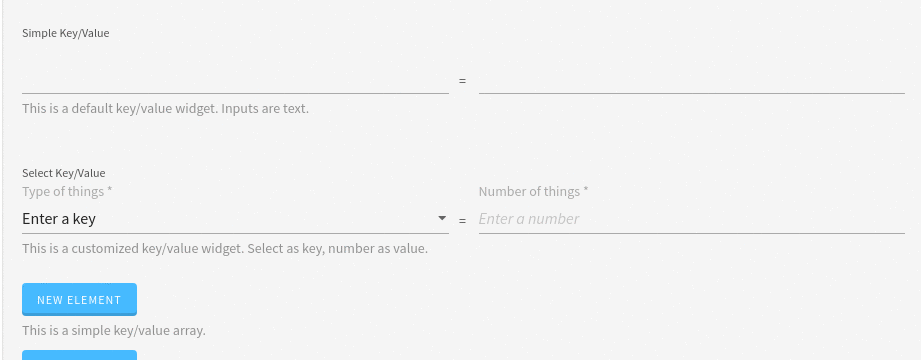 Simple Key/Value
=
This is a default key/value widget. Inputs are text.
Select Key/Value
Type of things * Number of things *
Enter a key = Enter a number
This is a customized key/value widget. Select as key, number as value.
NEW ELEMENT
This is a simple key/value array.